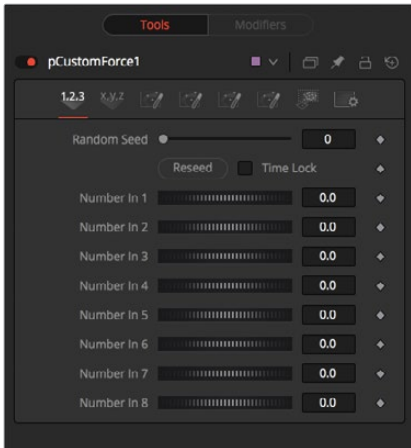 Tools Modifiers
pCustomForce1
1.2.3 X,y,z
Random Seed 0
Reseed Time Lock
Number In 1 0.0
Number In 2 0.0
Number In 3 0.0
Number In 4 0.0
Number In 5 0.0
Number In 6 0.0
Number In 7 0.0
Number In 8 0.0